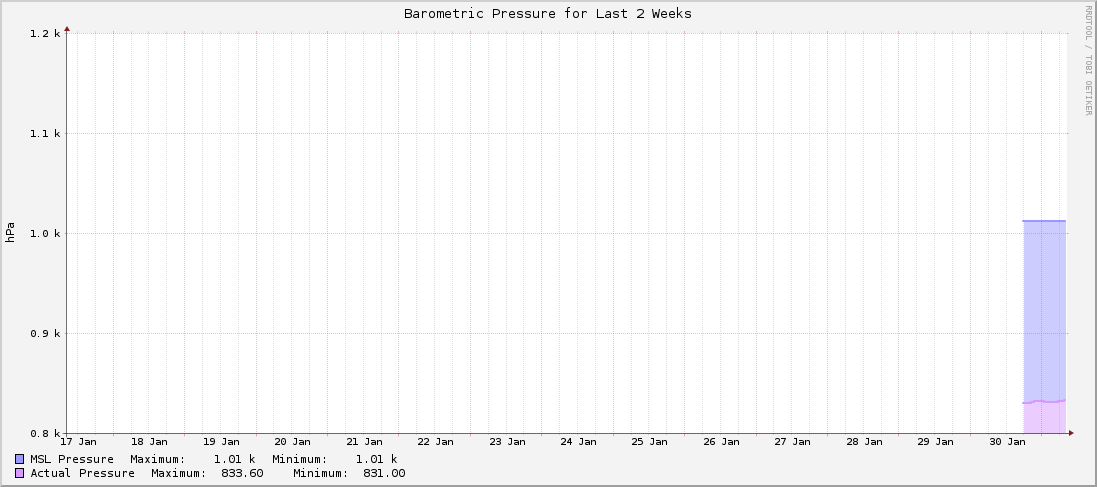 Barometric Pressure for Last 2 Weeks
RRDTOOL / TOBI OETIKER
1.2 k
1.1 k
1.0 k
0.9 k
0.8 k
hPa
17 Jan 18 Jan 19 Jan 20 Jan 21 Jan 22 Jan 23 Jan 24 Jan 25 Jan 26 Jan 27 Jan 28 Jan 29 Jan 30 Jan
MSL Pressure Maximum: 1.01 k Minimum: 1.01 k
Actual Pressure Maximum: 833.60 Minimum: 831.00